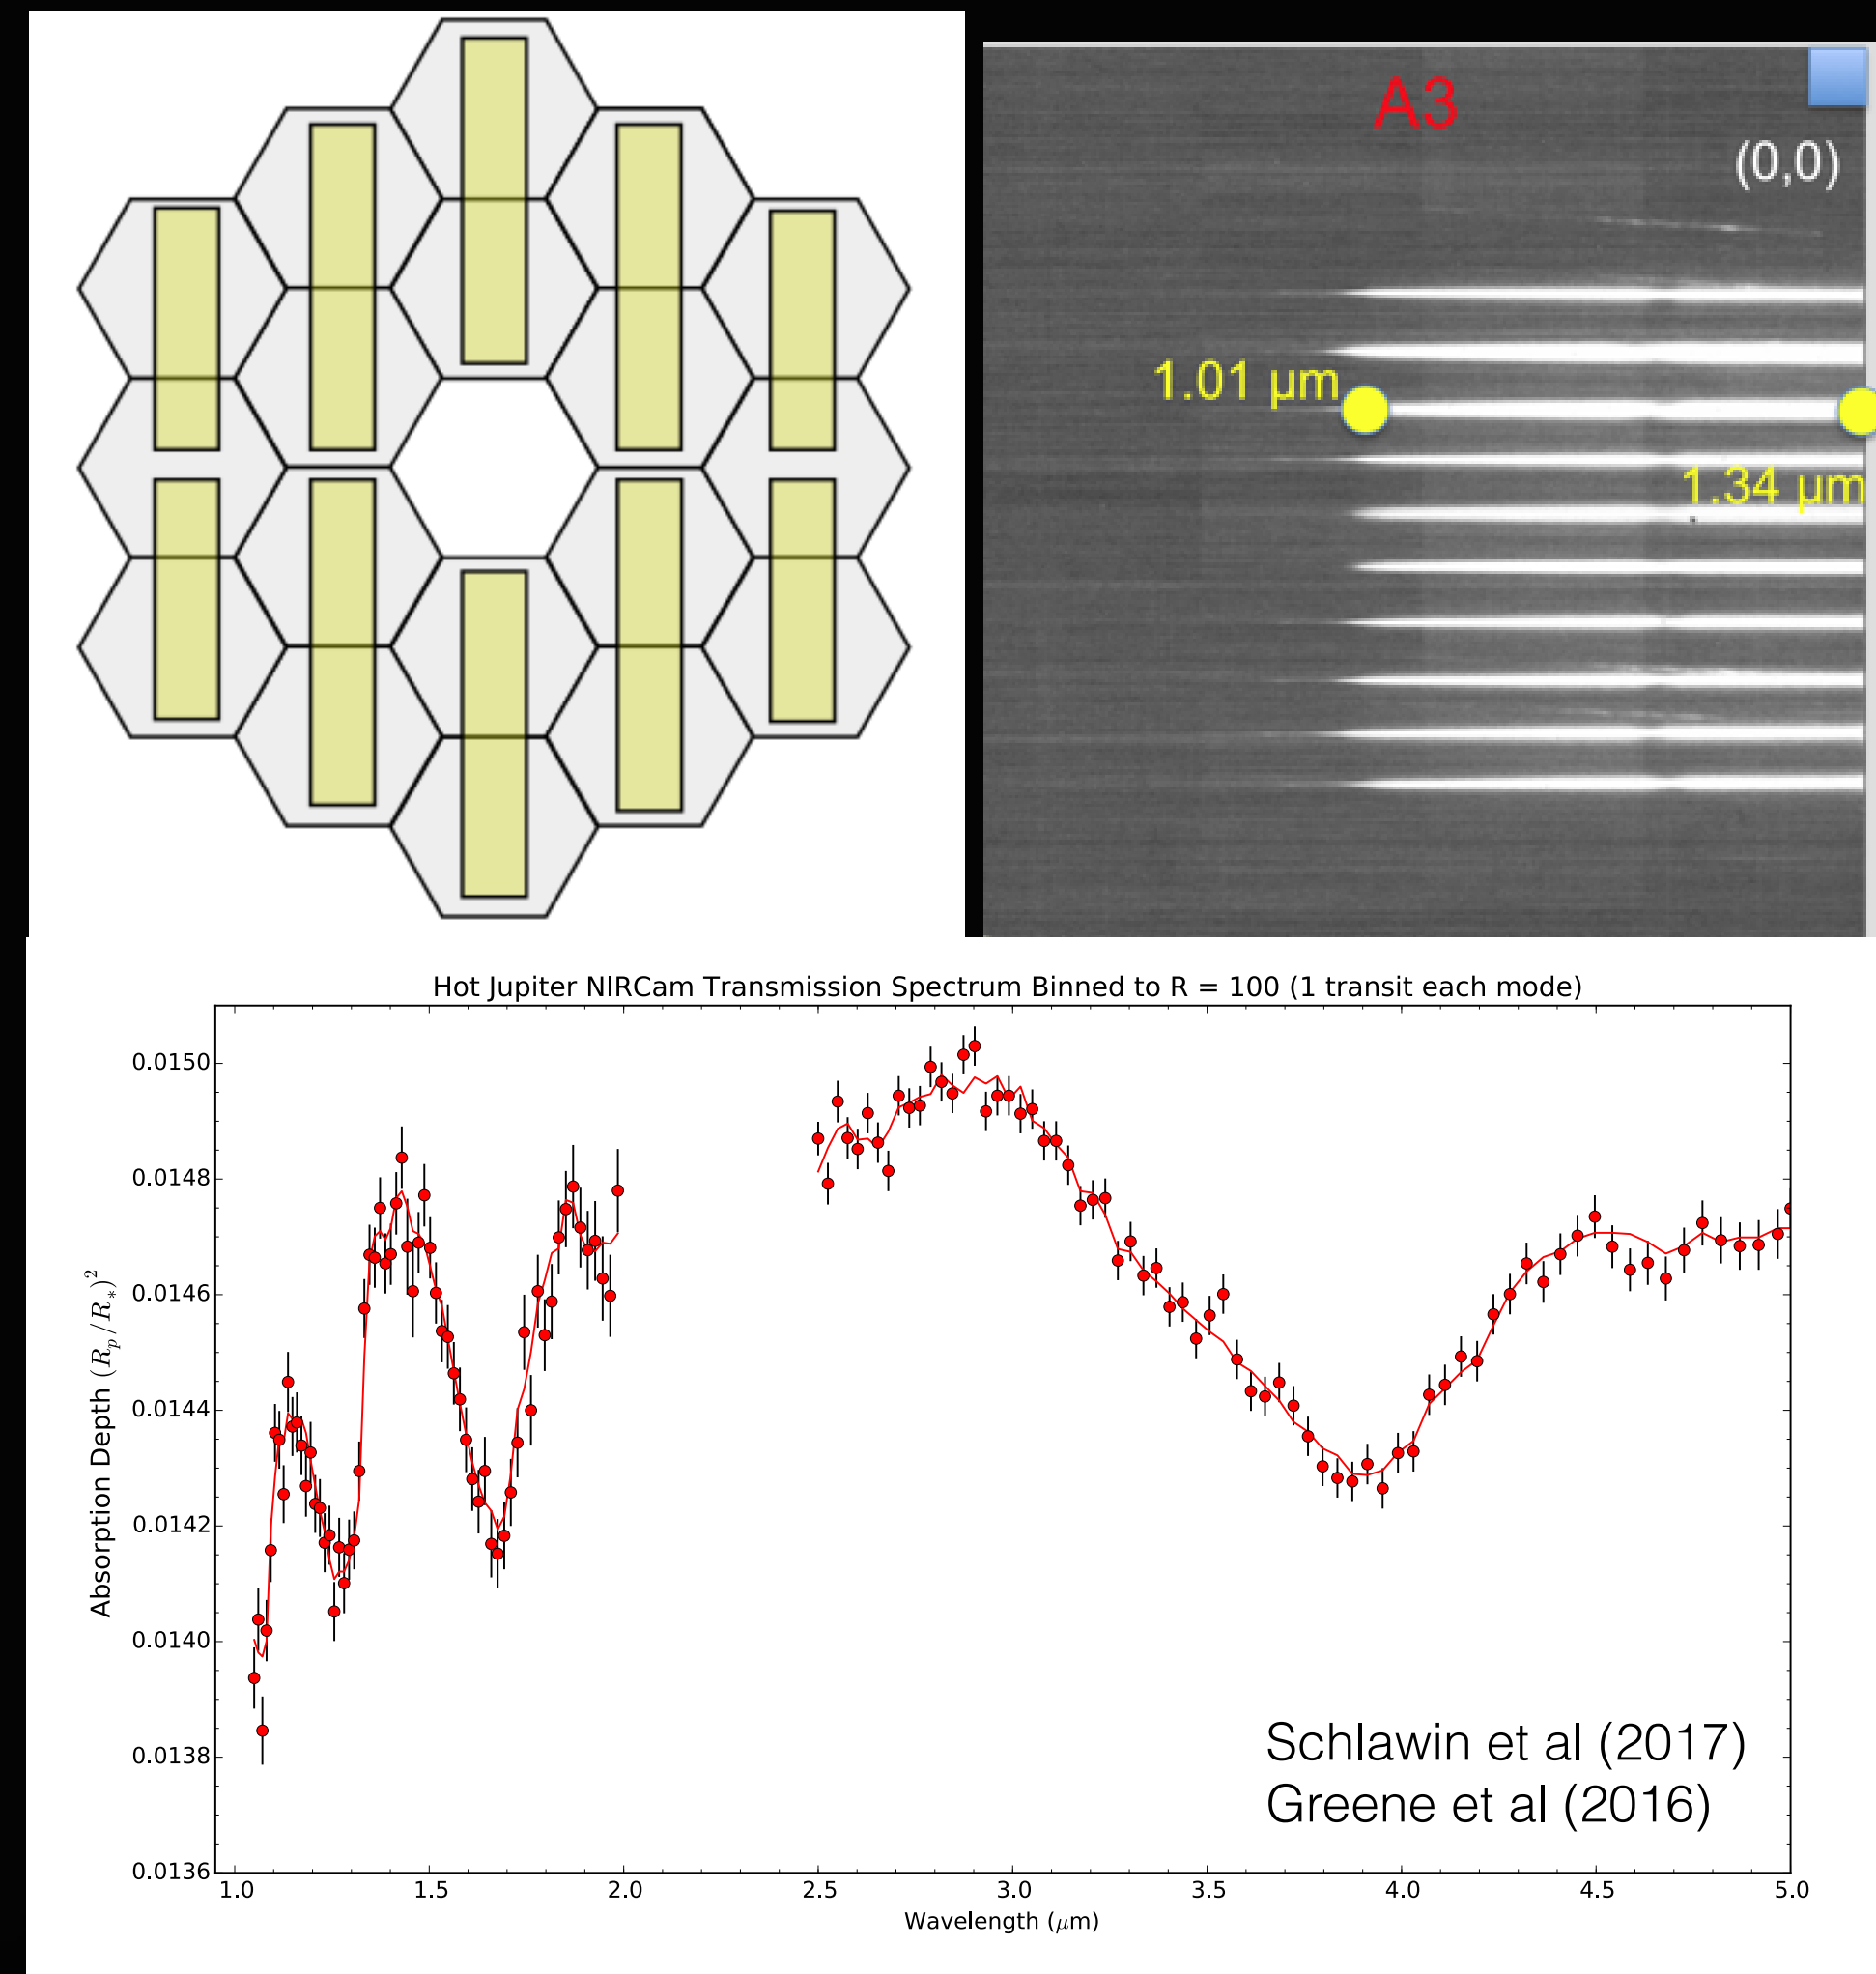 A3
(0,0)
1.01 µm
1.34 µm
Hot Jupiter NIRCam Transmission Spectrum Binned to R = 100 (1 transit each mode)
Absorption Depth (R_p/R_*)^2
0.0150
0.0148
0.0146
0.0144
0.0142
0.0140
0.0138
0.0136
Schlawin et al (2017)
Greene et al (2016)
1.0 1.5 2.0 2.5 3.0 3.5 4.0 4.5 5.0
Wavelength (µm)